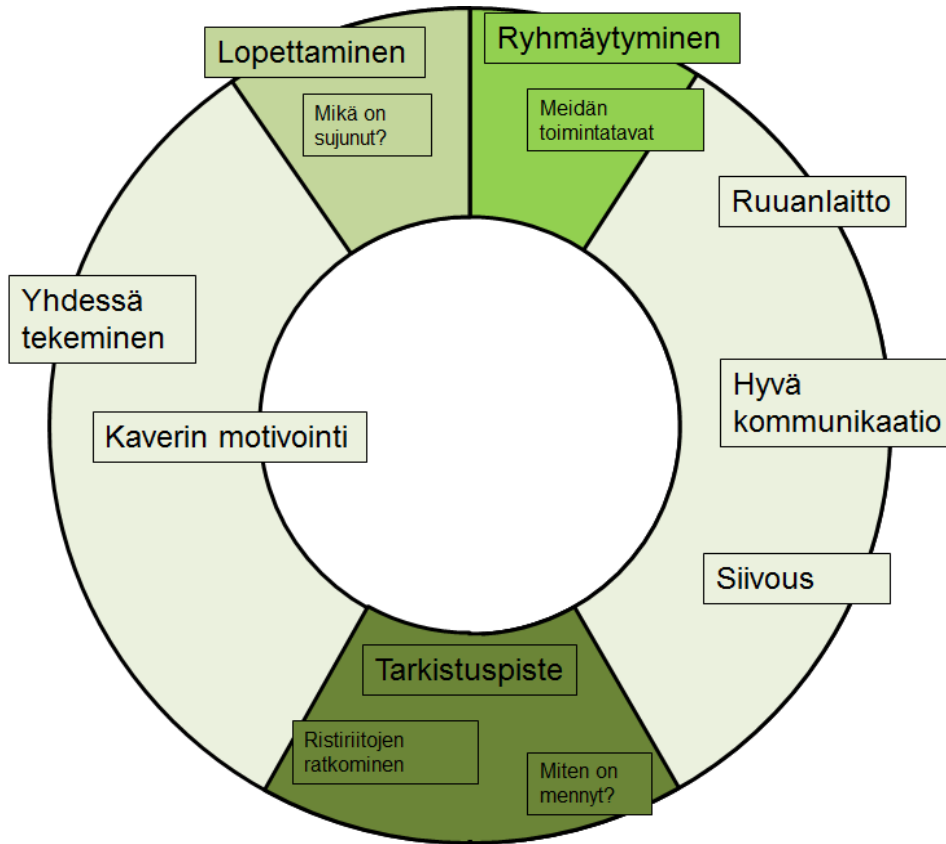 Lopettaminen
Mikä on
sujunut?
Ryhmäytyminen
Meidän
toimintatavat
Ruuanlaitto
Hyvä
kommunikaatio
Siivous
Tarkistuspiste
Ristiriitojen
ratkominen
Miten on
mennyt?
Yhdessä
tekeminen
Kaverin motivointi